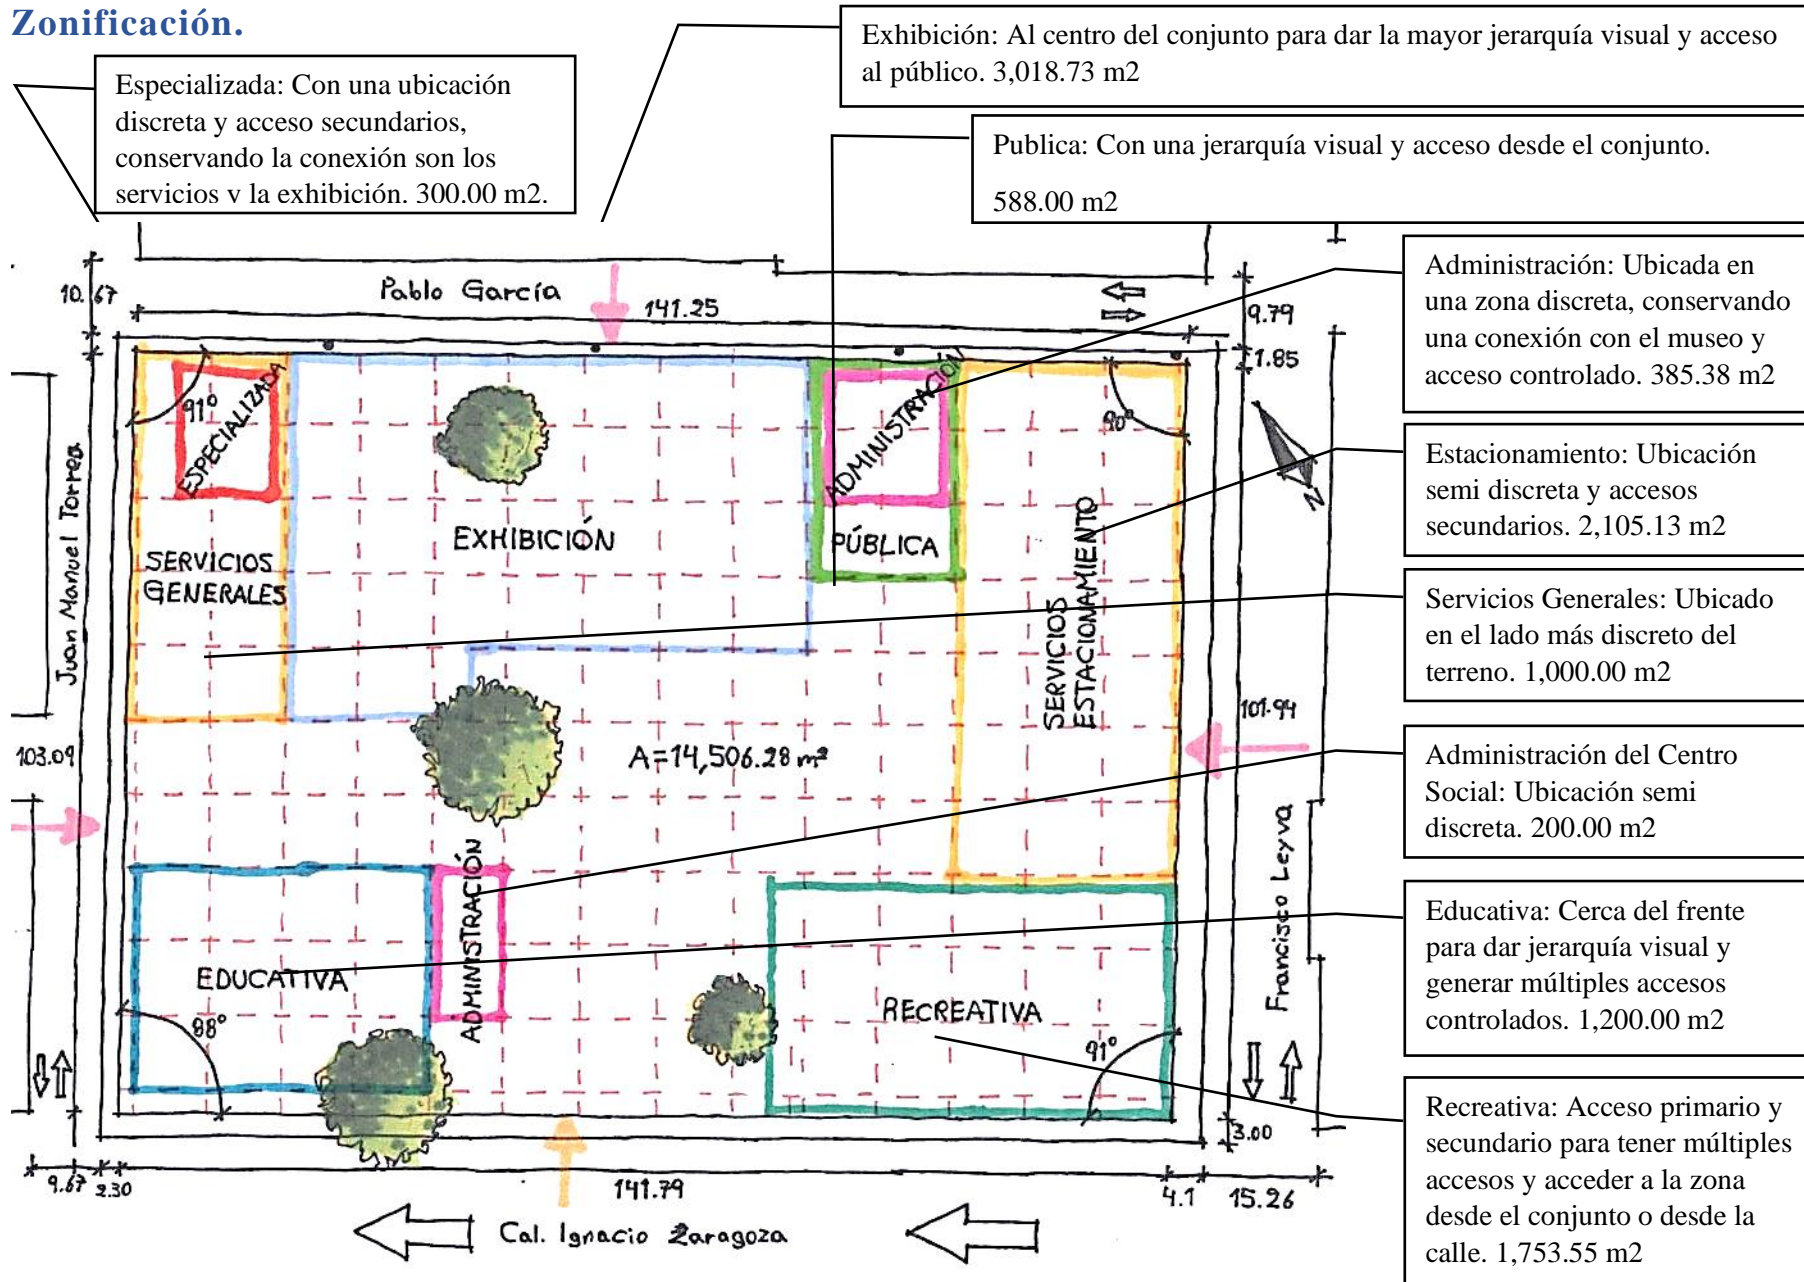 Zonificación.
Exhibición: Al centro del conjunto para dar la mayor jerarquía visual y acceso
al público. 3,018.73 m2
Especializada: Con una ubicación
discreta y acceso secundarios,
conservando la conexión son los
servicios v la exhibición. 300.00 m2.
Publica: Con una jerarquía visual y acceso desde el conjunto.
588.00 m2
Administración: Ubicada en
una zona discreta, conservando
una conexión con el museo y
acceso controlado. 385.38 m2
Estacionamiento: Ubicación
semi discreta y accesos
secundarios. 2,105.13 m2
Servicios Generales: Ubicado
en el lado más discreto del
terreno. 1,000.00 m2
Administración del Centro
Social: Ubicación semi
discreta. 200.00 m2
Educativa: Cerca del frente
para dar jerarquía visual y
generar múltiples accesos
controlados. 1,200.00 m2
Recreativa: Acceso primario y
secundario para tener múltiples
accesos y acceder a la zona
desde el conjunto o desde la
calle. 1,753.55 m2
Pablo García
10.67
141.25
9.79
1.85
91°
ESPECIALIZADA
ADMINISTRACIÓN
90°
N
Juan Manuel Torrea
EXHIBICIÓN
PÚBLICA
SERVICIOS
GENERALES
SERVICIOS
ESTACIONAMIENTO
103.09
A=14,506.28 m²
101.94
Francisco Leyva
EDUCATIVA
ADMINISTRACIÓN
RECREATIVA
88°
91°
3.00
9.67
2.30
141.79
4.1
15.26
Cal. Ignacio Zaragoza